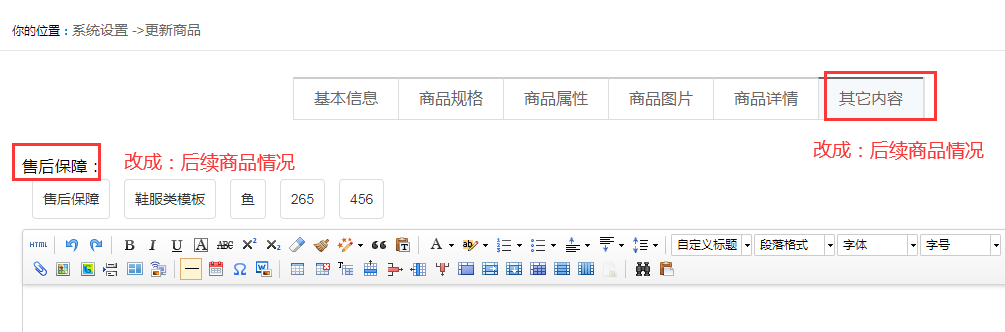 你的位置：系统设置 ->更新商品
基本信息 商品规格 商品属性 商品图片 商品详情 其它内容
改成：后续商品情况
售后保障： 改成：后续商品情况
售后保障 鞋服类模板 鱼 265 456
HTML B I U A ABC X² X₂ A ab 自定义标题 段落格式 字体 字号